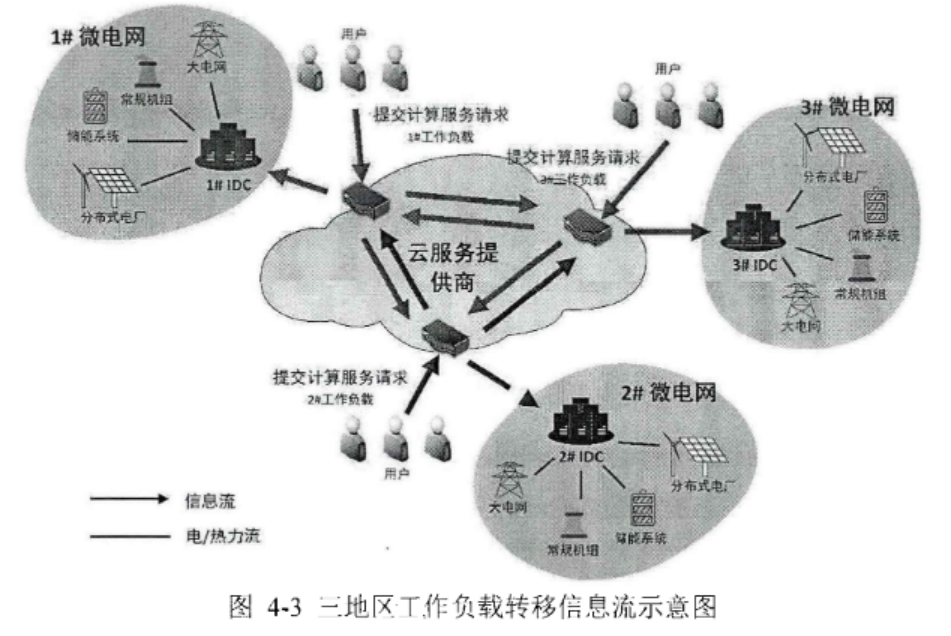 1# 微电网
大电网
常规机组
储能系统
1# IDC
分布式电厂
用户
提交计算服务请求
1#工作负载
用户
提交计算服务请求
3#工作负载
3# 微电网
分布式电厂
储能系统
3# IDC
常规机组
大电网
云服务提
供商
提交计算服务请求
2#工作负载
用户
2# 微电网
2# IDC
分布式电厂
大电网
储能系统
常规机组
信息流
电/热力流
图 4-3 三地区工作负载转移信息流示意图